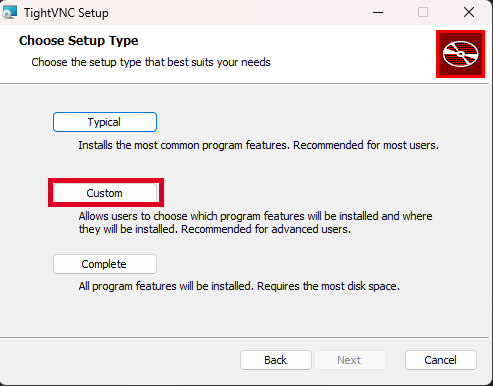 TightVNC Setup
Choose Setup Type
Choose the setup type that best suits your needs
Typical
Installs the most common program features. Recommended for most users.
Custom
Allows users to choose which program features will be installed and where
they will be installed. Recommended for advanced users.
Complete
All program features will be installed. Requires the most disk space.
Back
Next
Cancel